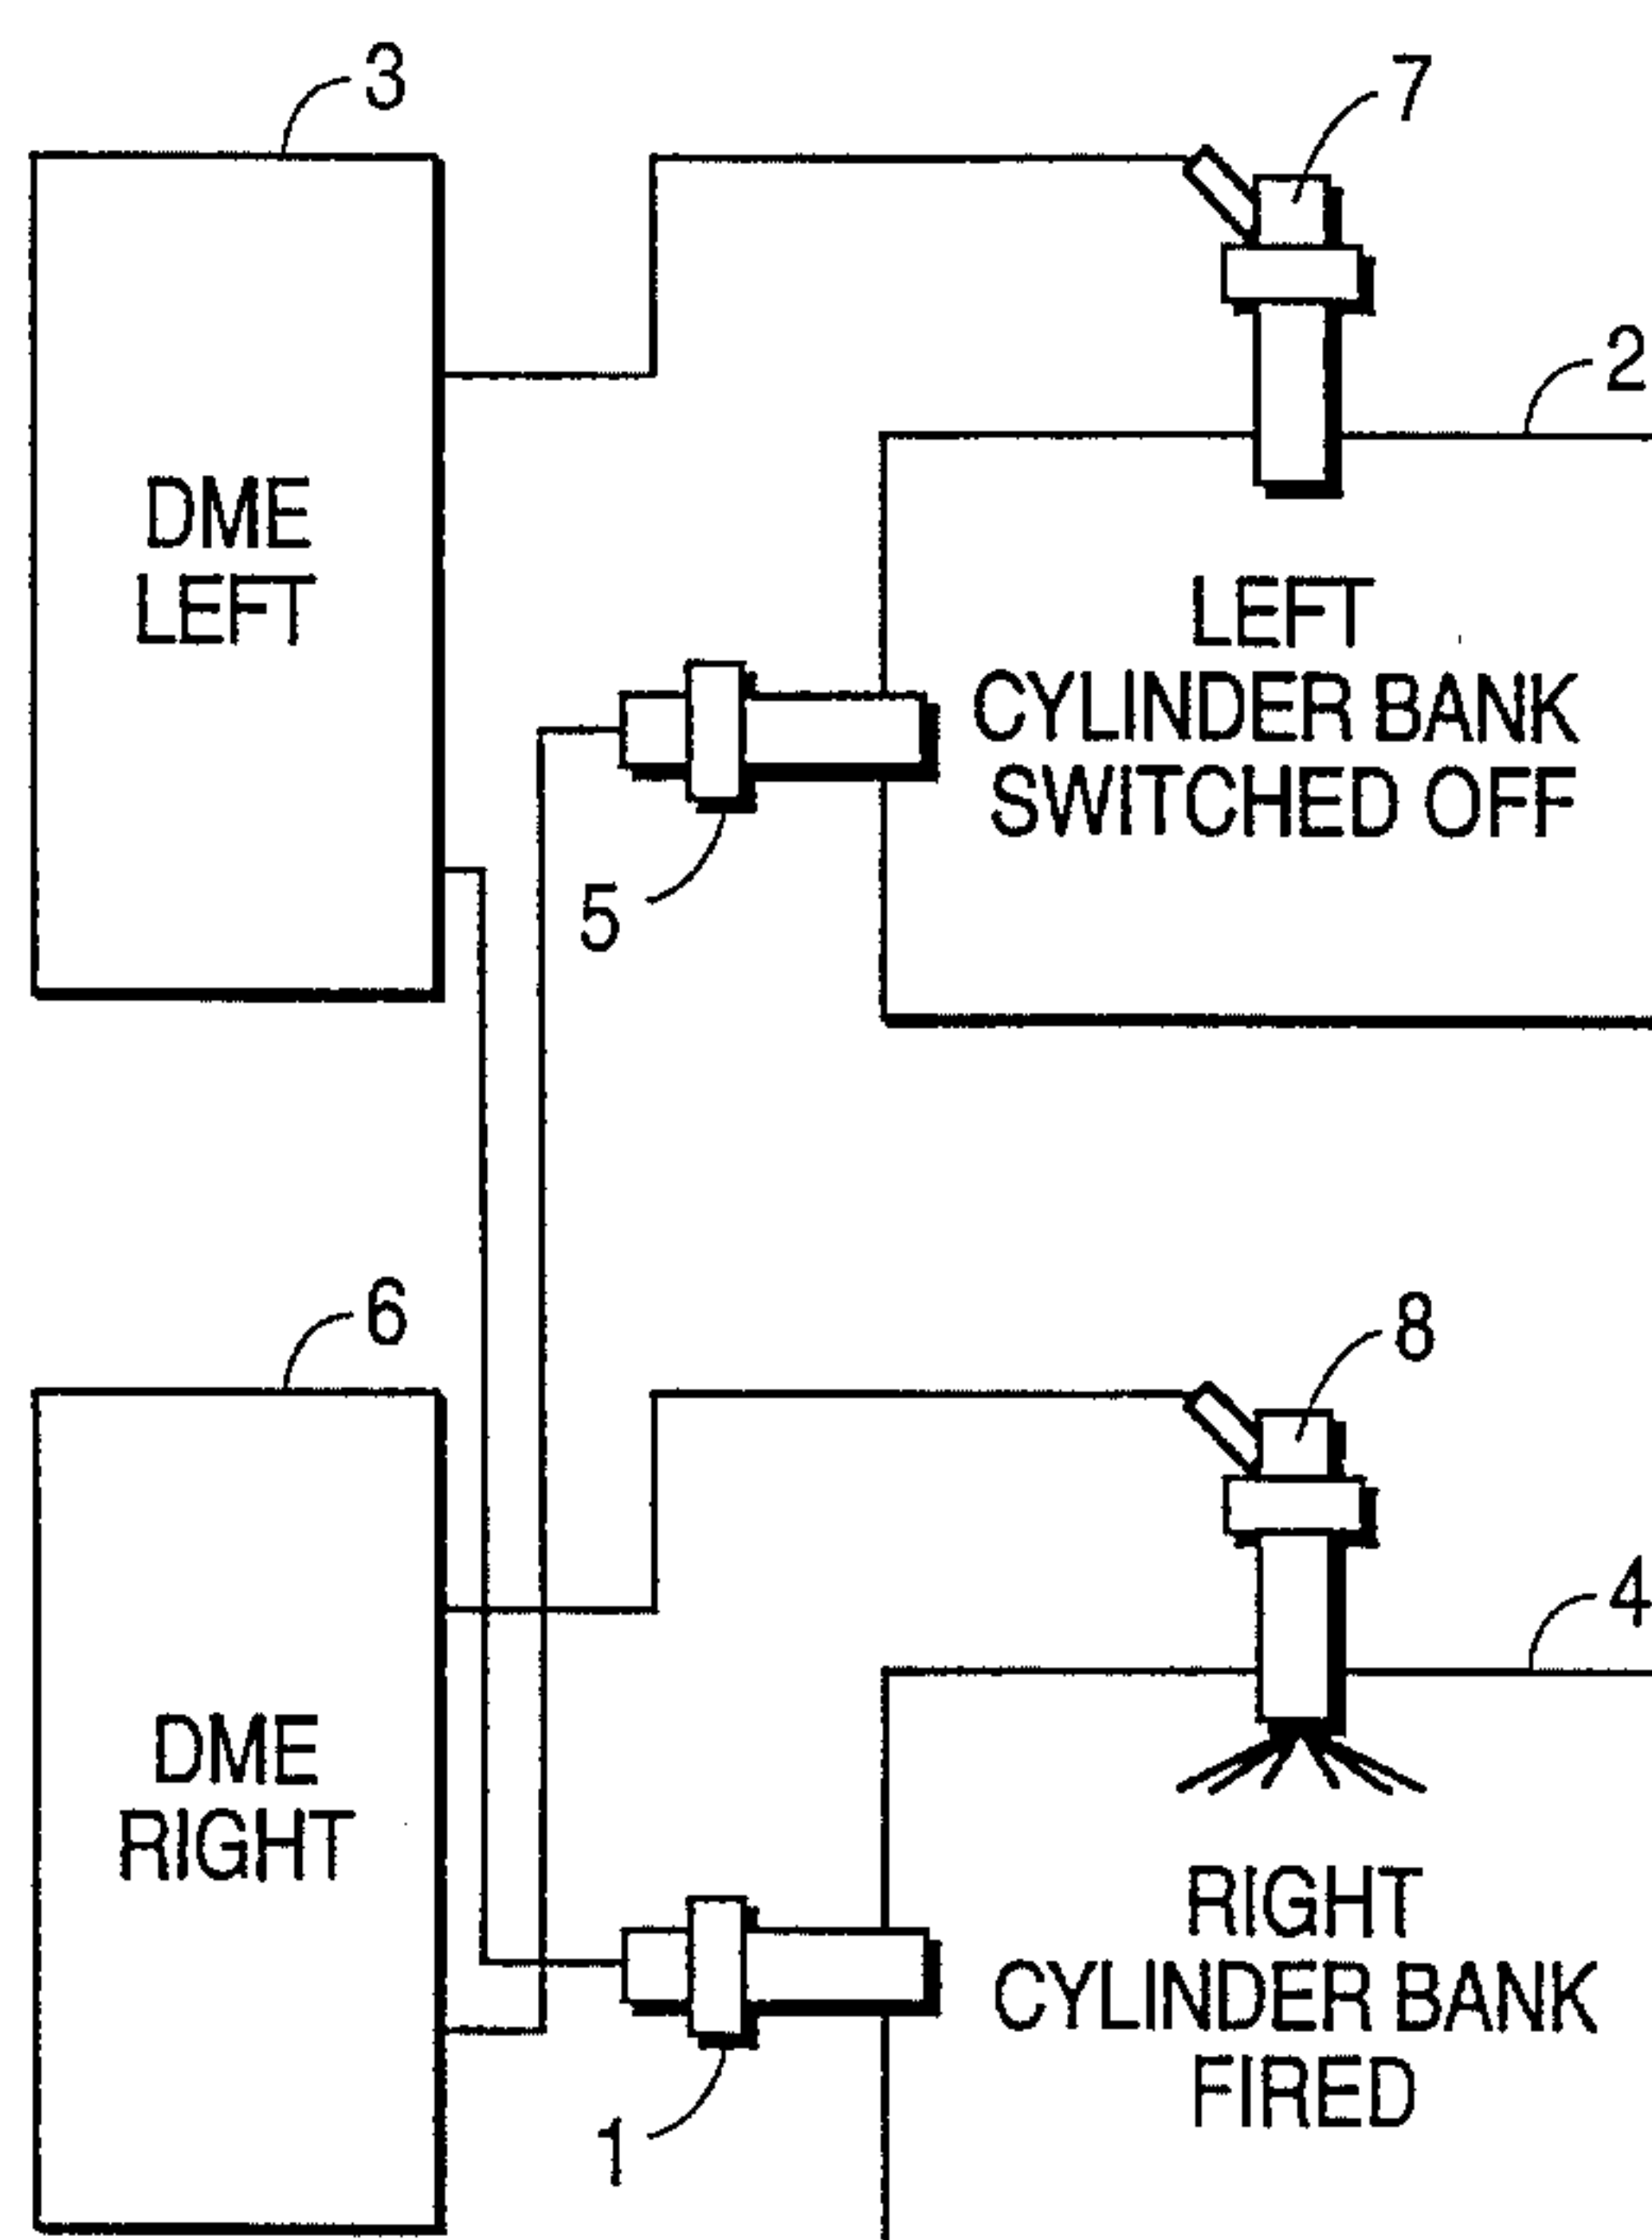 3
7
2
DME
LEFT
LEFT
CYLINDER BANK
SWITCHED OFF
5
6
8
4
DME
RIGHT
RIGHT
CYLINDER BANK
FIRED
1